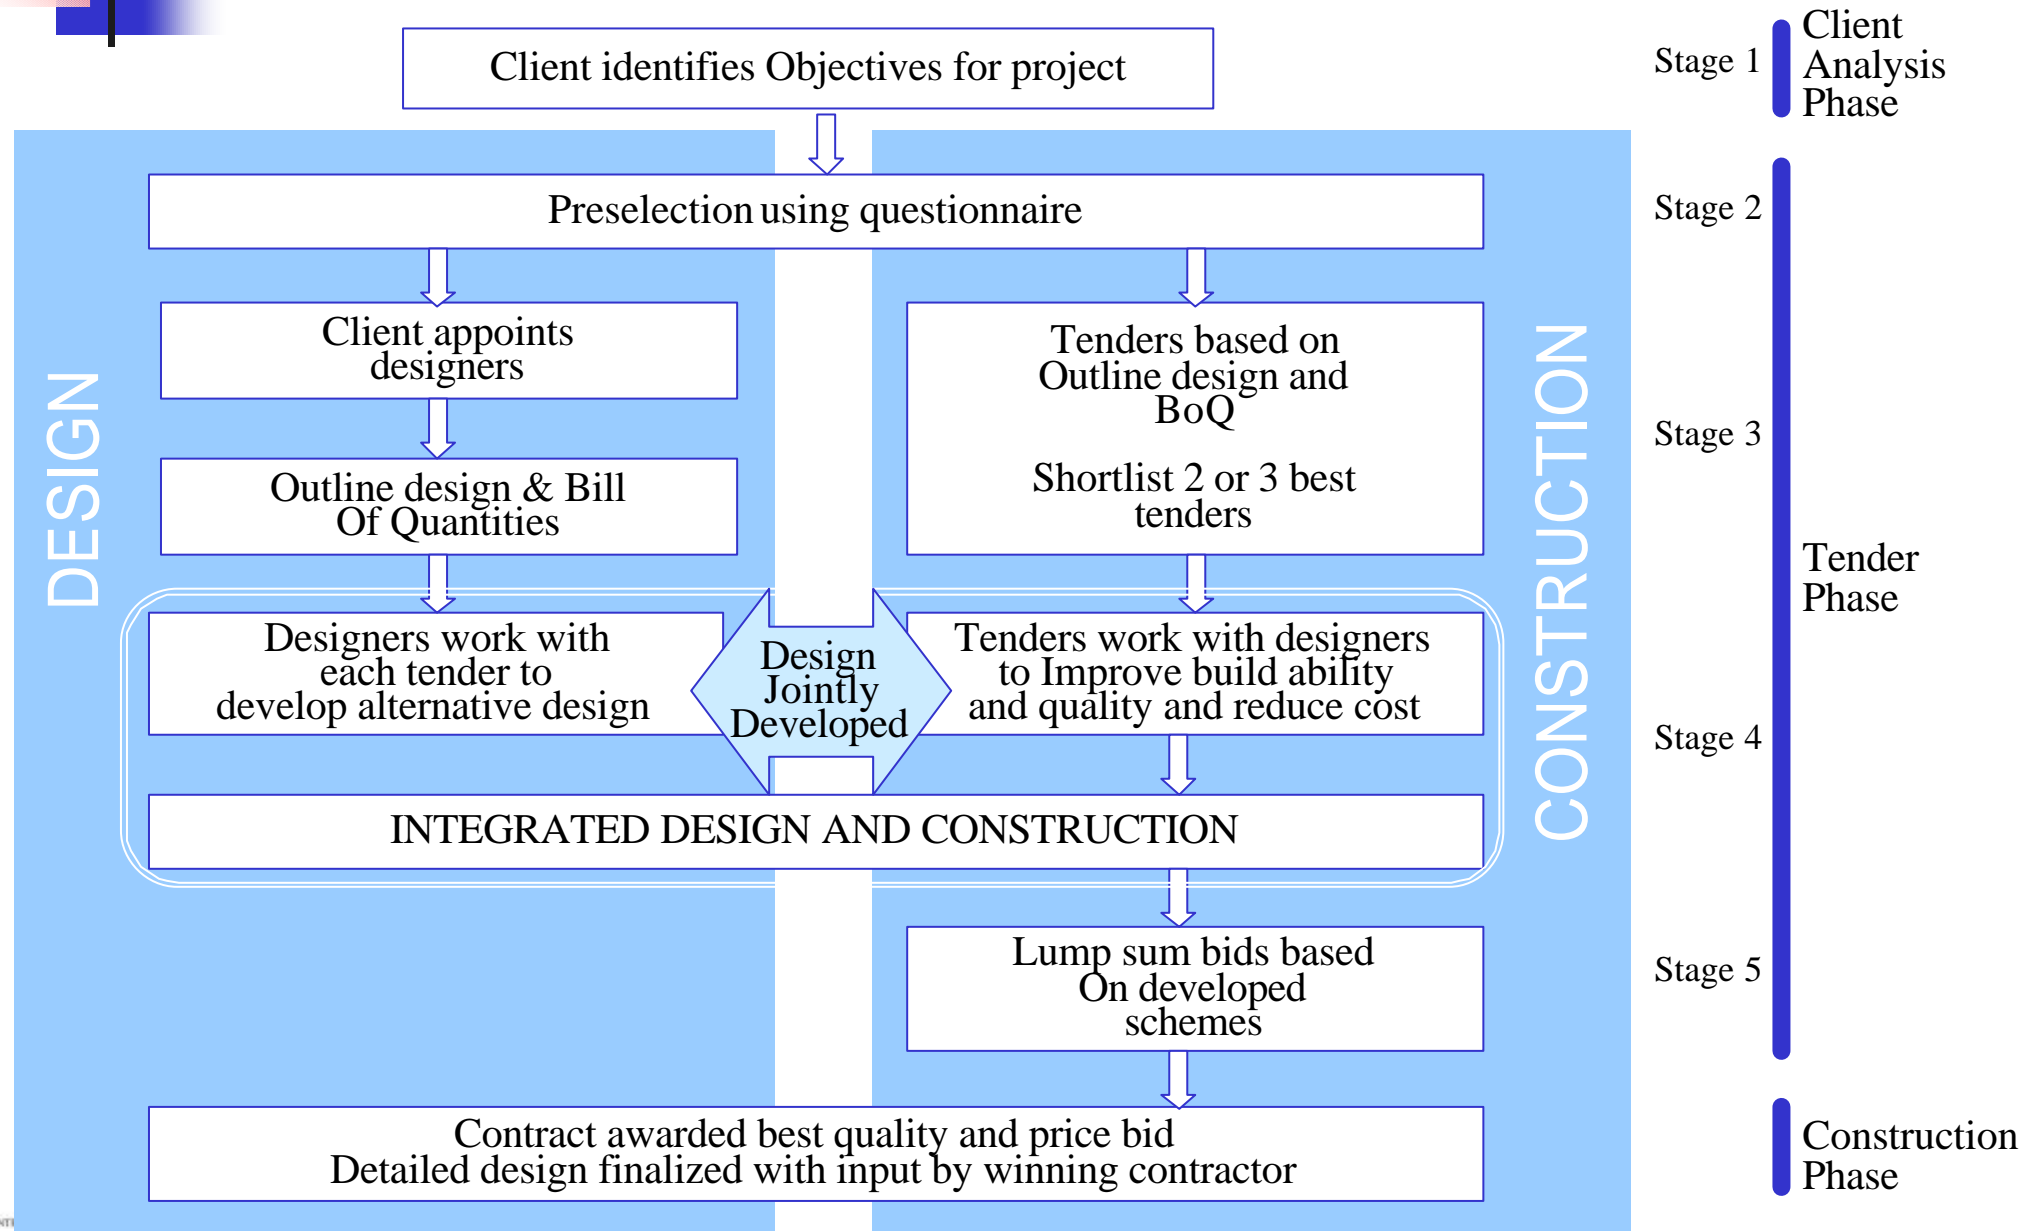 Client identifies Objectives for project
Stage 1
Client
Analysis
Phase
Preselection using questionnaire
Stage 2
Client appoints
designers
Tenders based on
Outline design and
BoQ
Shortlist 2 or 3 best
tenders
Stage 3
DESIGN
CONSTRUCTION
Outline design & Bill
Of Quantities
Tender
Phase
Designers work with
each tender to
develop alternative design
Design
Jointly
Developed
Tenders work with designers
to Improve build ability
and quality and reduce cost
Stage 4
INTEGRATED DESIGN AND CONSTRUCTION
Lump sum bids based
On developed
schemes
Stage 5
Contract awarded best quality and price bid
Detailed design finalized with input by winning contractor
Construction
Phase